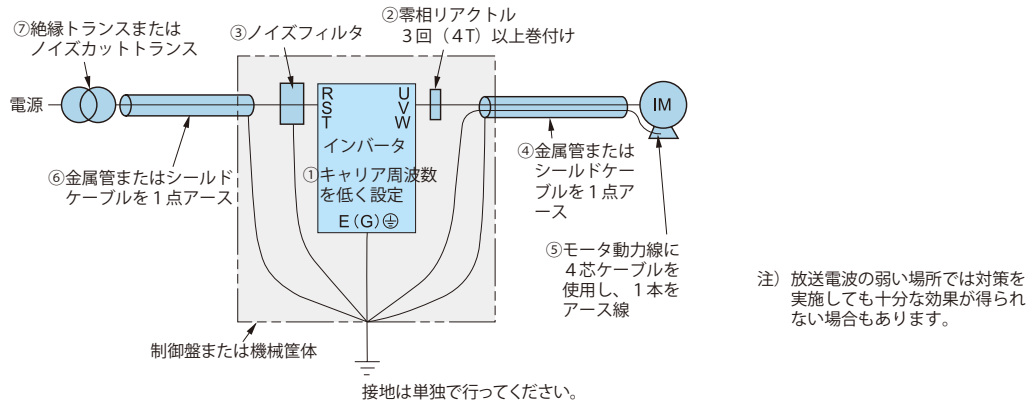 ⑦絶縁トランスまたは
ノイズカットトランス
③ノイズフィルタ
②零相リアクトル
3回（4T）以上巻付け
電源
R
S
T
U
V
W
インバータ
①キャリア周波数
を低く設定
E(G)
IM
⑥金属管またはシールド
ケーブルを1点アース
④金属管または
シールドケー
ブルを1点ア
ース
⑤モータ動力線に
4芯ケーブルを
使用し、1本を
アース線
注）放送電波の弱い場所では対策を
実施しても十分な効果が得られ
ない場合もあります。
制御盤または機械筐体
接地は単独で行ってください。